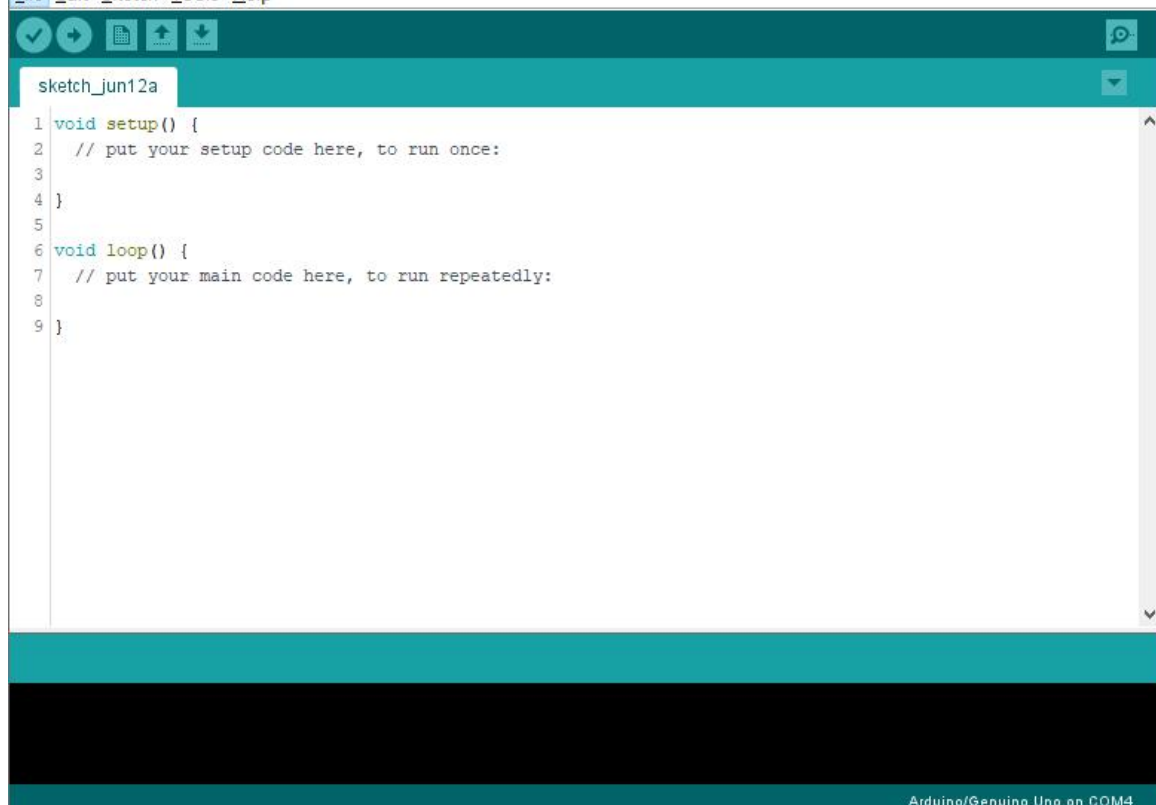 sketch_jun12a
1 void setup() {
2 // put your setup code here, to run once:
3
4 }
5
6 void loop() {
7 // put your main code here, to run repeatedly:
8
9 }
Arduino/Genuino Uno on COM4